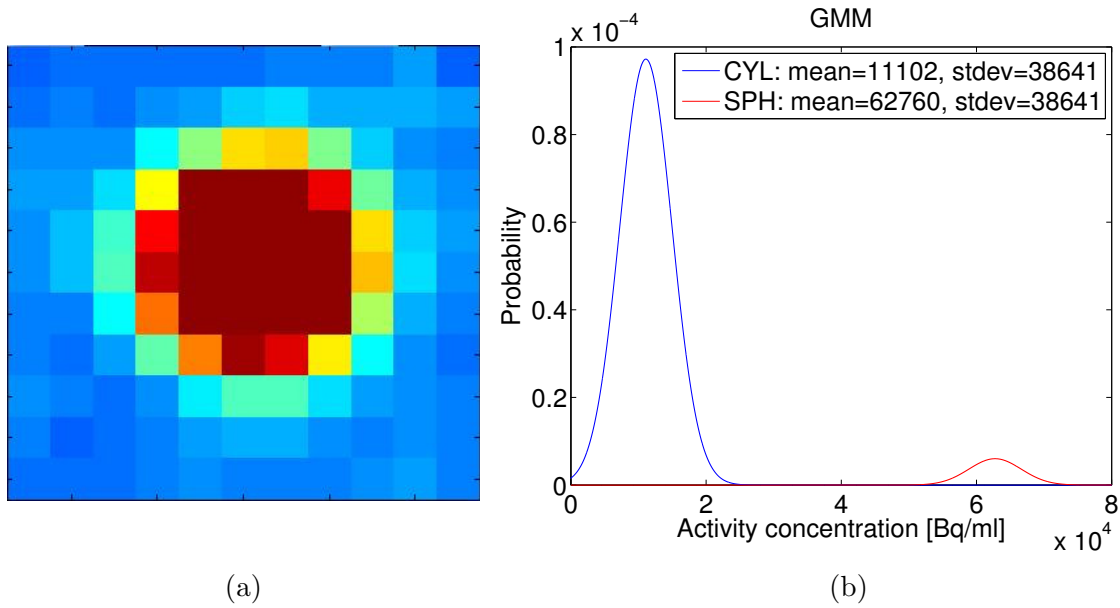 GMM
x 10^-4
CYL: mean=11102, stdev=38641
SPH: mean=62760, stdev=38641
1
0.8
0.6
0.4
0.2
0
Probability
0 2 4 6 8
Activity concentration [Bq/ml]
x 10^4
(a) (b)